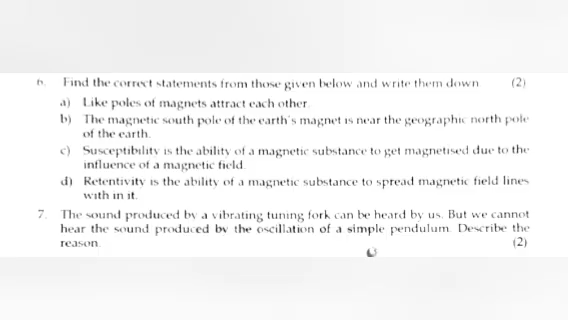 6. Find the correct statements from those given below and write them down (2)
a) Like poles of magnets attract each other.
b) The magnetic south pole of the earth's magnet is near the geographic north pole
of the earth.
c) Susceptibility is the ability of a magnetic substance to get magnetised due to the
influence of a magnetic field.
d) Retentivity is the ability of a magnetic substance to spread magnetic field lines
with in it.
7. The sound produced by a vibrating tuning fork can be heard by us. But we cannot
hear the sound produced by the oscillation of a simple pendulum. Describe the
reason. (2)